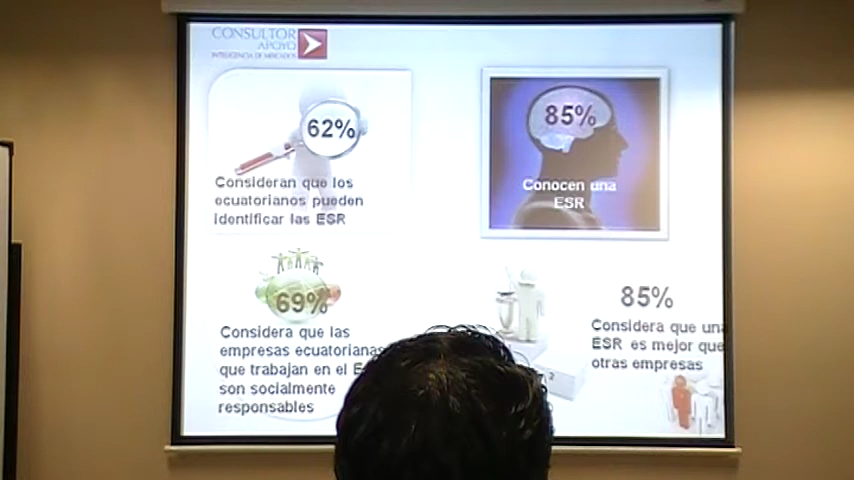 CONSULTOR
APOYO
INTELIGENCIA DE MERCADOS
62%
Consideran que los
ecuatorianos pueden
identificar las ESR
85%
Conocen una
ESR
69%
Considera que las
empresas ecuatorianas
que trabajan en el
son socialmente
responsables
85%
Considera que una
ESR es mejor que
otras empresas
2